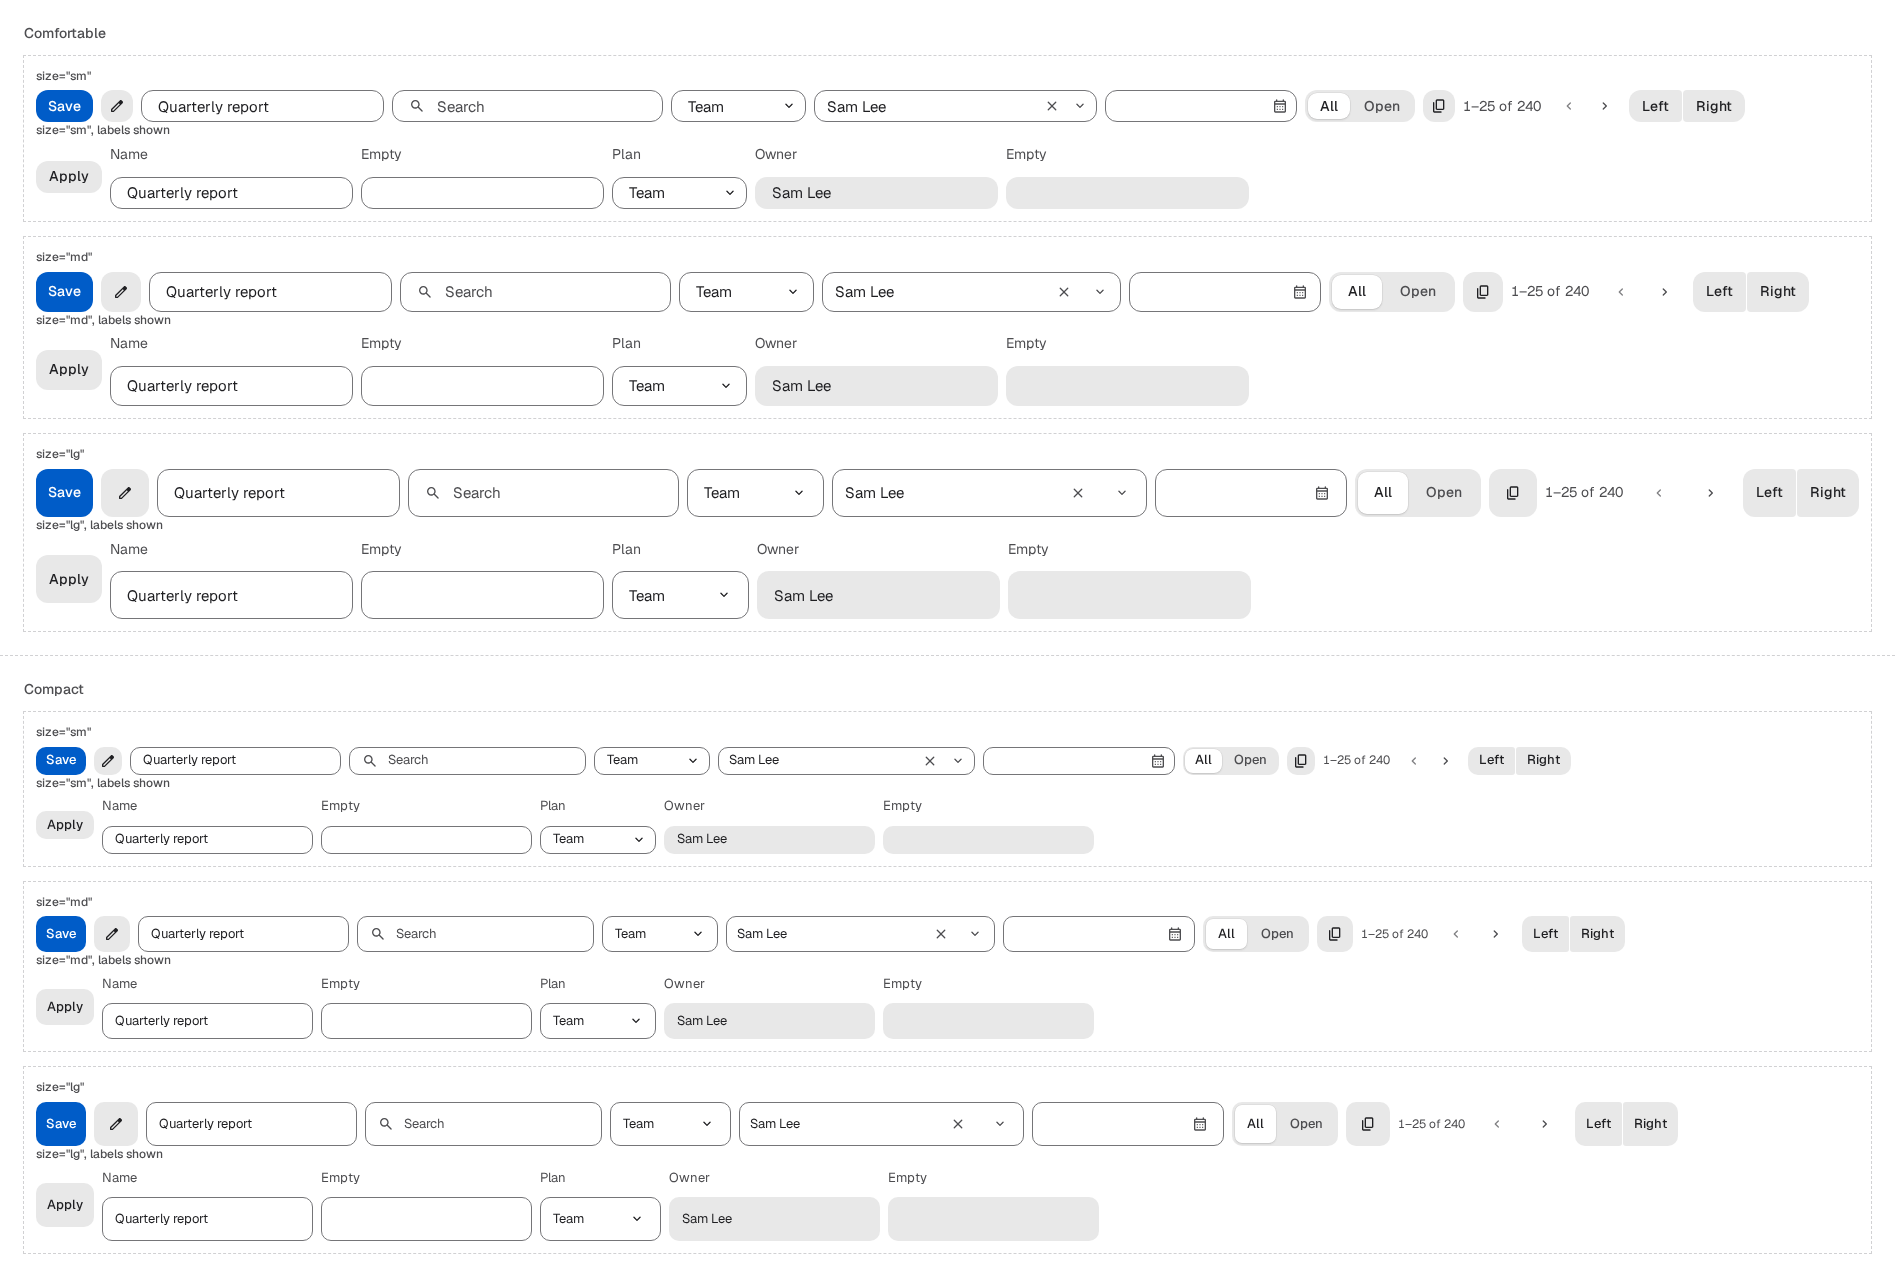 Comfortable
size="sm"
Save Quarterly report Search Team Sam Lee All Open 1–25 of 240 Left Right
size="sm", labels shown
Name Empty Plan Owner Empty
Apply Quarterly report Team Sam Lee
size="md"
Save Quarterly report Search Team Sam Lee All Open 1–25 of 240 Left Right
size="md", labels shown
Name Empty Plan Owner Empty
Apply Quarterly report Team Sam Lee
size="lg"
Save Quarterly report Search Team Sam Lee All Open 1–25 of 240 Left Right
size="lg", labels shown
Name Empty Plan Owner Empty
Apply Quarterly report Team Sam Lee
Compact
size="sm"
Save Quarterly report Search Team Sam Lee All Open 1–25 of 240 Left Right
size="sm", labels shown
Name Empty Plan Owner Empty
Apply Quarterly report Team Sam Lee
size="md"
Save Quarterly report Search Team Sam Lee All Open 1–25 of 240 Left Right
size="md", labels shown
Name Empty Plan Owner Empty
Apply Quarterly report Team Sam Lee
size="lg"
Save Quarterly report Search Team Sam Lee All Open 1–25 of 240 Left Right
size="lg", labels shown
Name Empty Plan Owner Empty
Apply Quarterly report Team Sam Lee